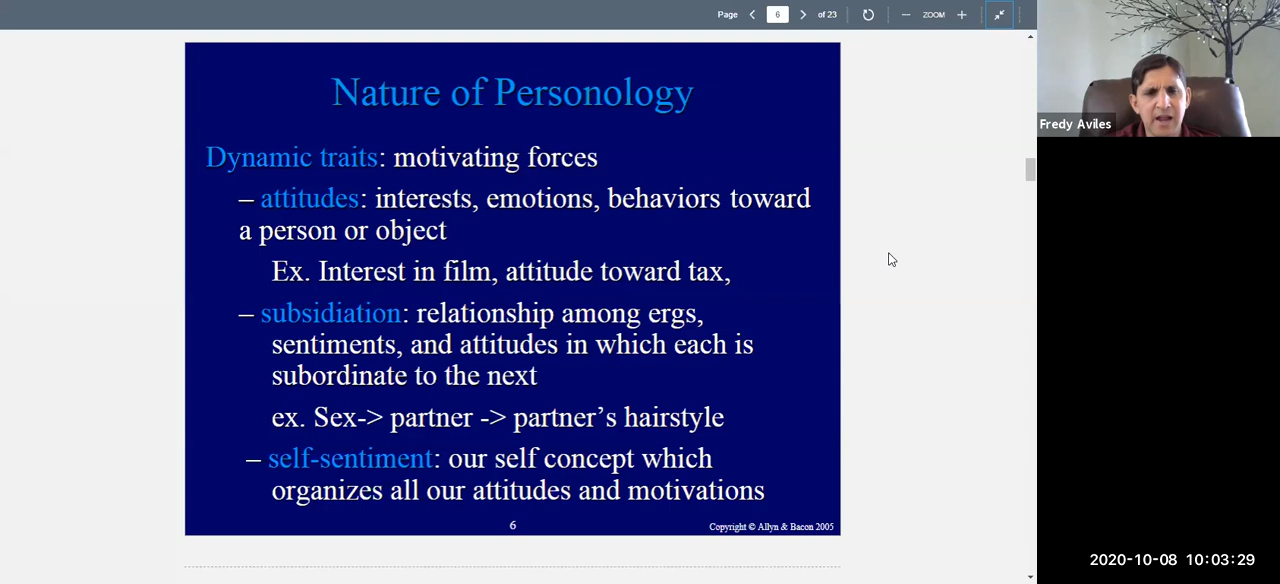 Page 6 of 23 ZOOM
Fredy Aviles
Nature of Personology
Dynamic traits: motivating forces
– attitudes: interests, emotions, behaviors toward
a person or object
Ex. Interest in film, attitude toward tax,
– subsidiation: relationship among ergs,
sentiments, and attitudes in which each is
subordinate to the next
ex. Sex-> partner -> partner's hairstyle
– self-sentiment: our self concept which
organizes all our attitudes and motivations
6
Copyright © Allyn & Bacon 2005
2020-10-08 10:03:29